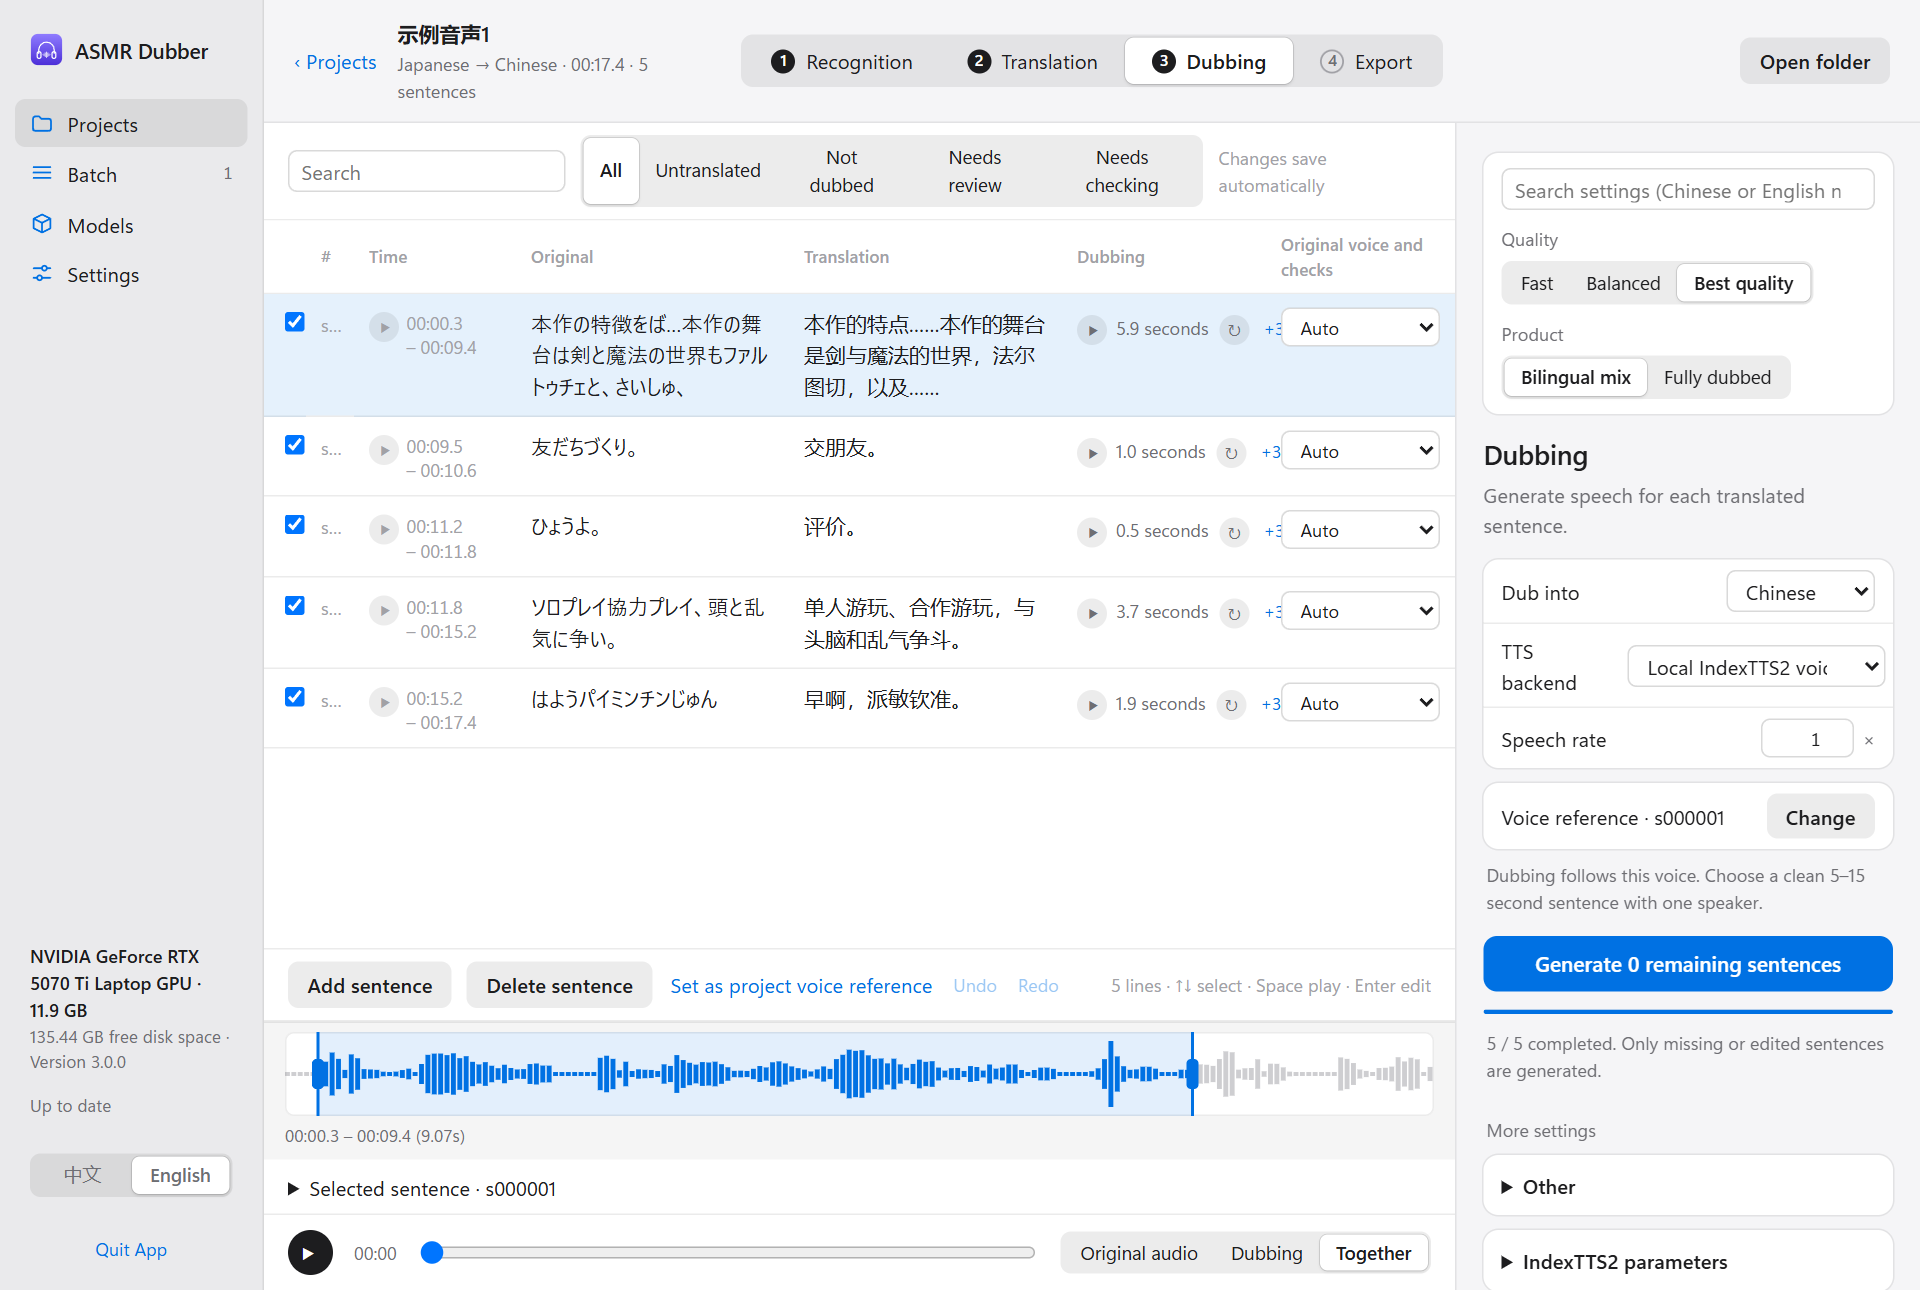 ASMR Dubber
Projects
Batch 1
Models
Settings
NVIDIA GeForce RTX
5070 Ti Laptop GPU ·
11.9 GB
135.44 GB free disk space ·
Version 3.0.0
Up to date
中文 English
Quit App
‹ Projects
示例音声1
Japanese → Chinese · 00:17.4 · 5
sentences
1 Recognition
2 Translation
3 Dubbing
4 Export
Open folder
Search
All
Untranslated
Not
dubbed
Needs
review
Needs
checking
Changes save
automatically
# Time Original Translation Dubbing Original voice and
checks
s... 00:00.3
– 00:09.4
本作の特徴をば...本作の舞
台は剣と魔法の世界もファル
トゥチェと、さいしゅ、
本作的特点......本作的舞台
是剑与魔法的世界，法尔
图切，以及......
5.9 seconds ↻ +3 Auto
s... 00:09.5
– 00:10.6
友だちづくり。
交朋友。
1.0 seconds ↻ +3 Auto
s... 00:11.2
– 00:11.8
ひょうよ。
评价。
0.5 seconds ↻ +3 Auto
s... 00:11.8
– 00:15.2
ソロプレイ協力プレイ、頭と乱
気に争い。
单人游玩、合作游玩，与
头脑和乱气争斗。
3.7 seconds ↻ +3 Auto
s... 00:15.2
– 00:17.4
はようパイミンチンじゅん
早啊，派敏钦准。
1.9 seconds ↻ +3 Auto
Add sentence
Delete sentence
Set as project voice reference
Undo
Redo
5 lines · ↑↓ select · Space play · Enter edit
00:00.3 – 00:09.4 (9.07s)
▶ Selected sentence · s000001
00:00
Original audio
Dubbing
Together
Search settings (Chinese or English n
Quality
Fast Balanced Best quality
Product
Bilingual mix Fully dubbed
Dubbing
Generate speech for each translated
sentence.
Dub into Chinese
TTS
backend
Local IndexTTS2 voic
Speech rate 1 ×
Voice reference · s000001 Change
Dubbing follows this voice. Choose a clean 5–15
second sentence with one speaker.
Generate 0 remaining sentences
5 / 5 completed. Only missing or edited sentences
are generated.
More settings
▶ Other
▶ IndexTTS2 parameters